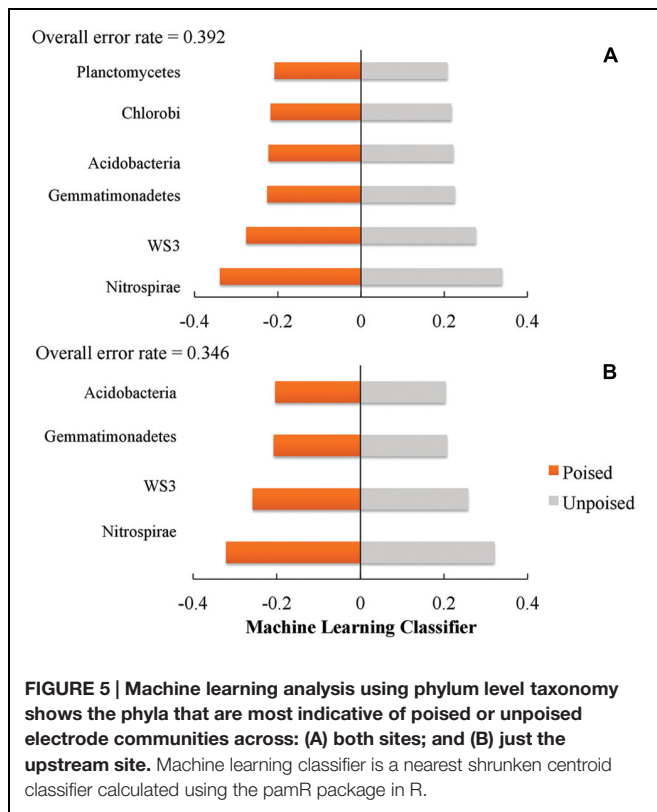 Overall error rate = 0.392
A
Planctomycetes
Chlorobi
Acidobacteria
Gemmatimonadetes
WS3
Nitrospirae
-0.4 -0.2 0 0.2 0.4
Overall error rate = 0.346
B
Acidobacteria
Gemmatimonadetes
WS3
Nitrospirae
Poised
Unpoised
-0.4 -0.2 0 0.2 0.4
Machine Learning Classifier
FIGURE 5 | Machine learning analysis using phylum level taxonomy
shows the phyla that are most indicative of poised or unpoised
electrode communities across: (A) both sites; and (B) just the
upstream site. Machine learning classifier is a nearest shrunken centroid
classifier calculated using the pamR package in R.